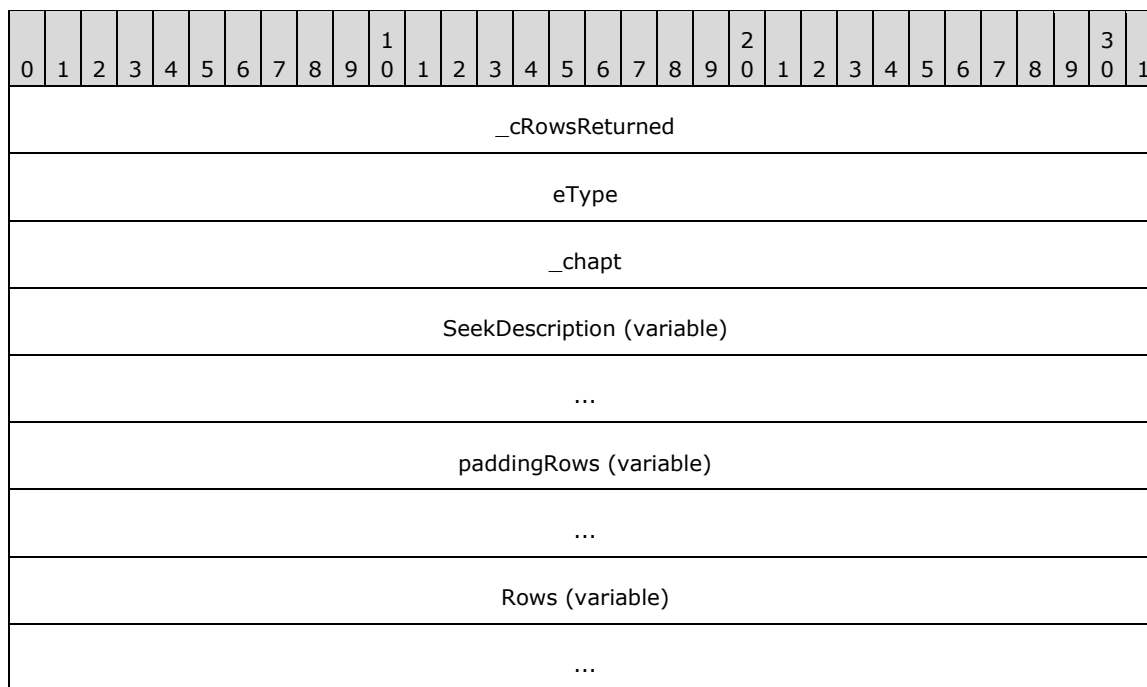 1 2 3
0 1 2 3 4 5 6 7 8 9 0 1 2 3 4 5 6 7 8 9 0 1 2 3 4 5 6 7 8 9 0 1
_cRowsReturned
eType
_chapt
SeekDescription (variable)
...
paddingRows (variable)
...
Rows (variable)
...